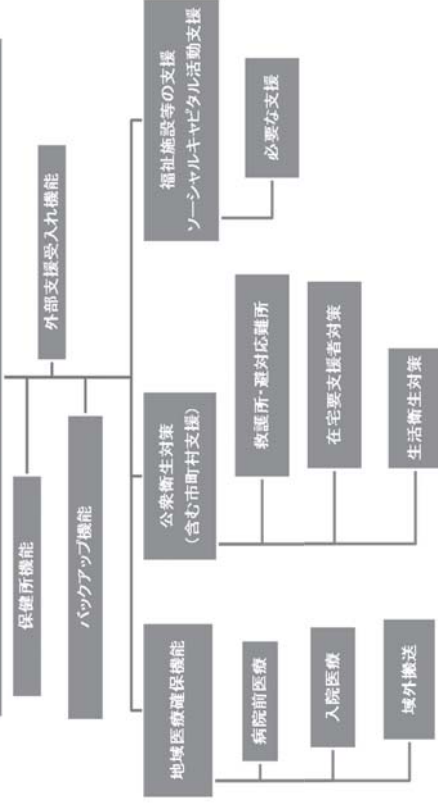 保健所機能
外部支援受入れ機能
バックアップ機能
地域医療確保機能
病院前医療
入院医療
域外搬送
公衆衛生対策
(含む市町村支援)
救護所・避対応難所
在宅要支援者対策
生活衛生対策
福祉施設等の支援
ソーシャルキャピタル活動支援
必要な支援